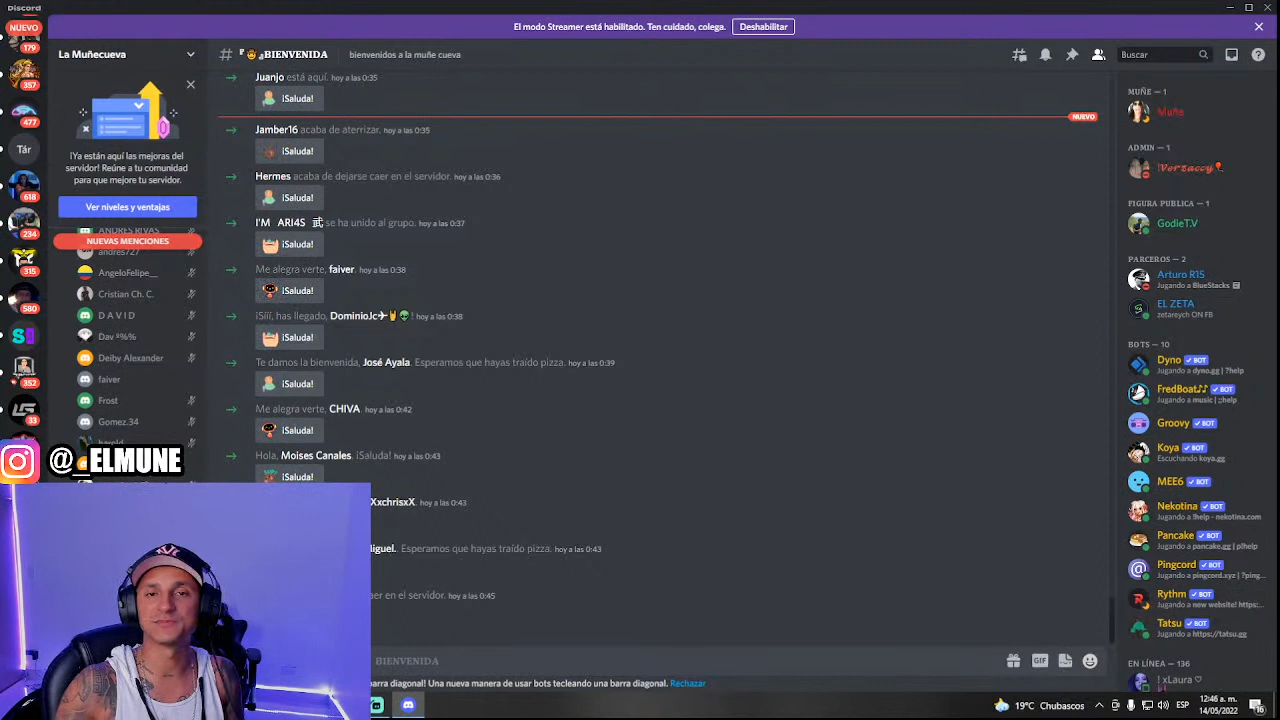 Discord
NUEVO
El modo Streamer está habilitado. Ten cuidado, colega.
Deshabilitar
179
357
477
Tár
618
234
315
580
352
33
La Muñecueva
¡Ya están aquí las mejoras del
servidor! Reúne a tu comunidad
para que mejore tu servidor.
Ver niveles y ventajas
ANDRES RIVAS
NUEVAS MENCIONES
andres727
AngeloFelipe__
Cristian Ch. C.
D A V I D
Dav º%%
Deiby Alexander
faiver
Frost
Gomez.34
harold
@_ELMUNE
BIENVENIDA
bienvenidos a la muñe cueva
Buscar
Juanjo está aquí. hoy a las 0:35
¡Saluda!
NUEVO
Jamber16 acaba de aterrizar. hoy a las 0:35
¡Saluda!
Hermes acaba de dejarse caer en el servidor. hoy a las 0:36
¡Saluda!
I'M ARI4S se ha unido al grupo. hoy a las 0:37
¡Saluda!
Me alegra verte, faiver. hoy a las 0:38
¡Saluda!
¡Sííí, has llegado, DominioJc✈🤘👽! hoy a las 0:38
¡Saluda!
Te damos la bienvenida, José Ayala. Esperamos que hayas traído pizza. hoy a las 0:39
¡Saluda!
Me alegra verte, CHIVA hoy a las 0:42
¡Saluda!
Hola, Moises Canales. ¡Saluda! hoy a las 0:43
¡Saluda!
XxchrisxX. hoy a las 0:43
Esperamos que hayas traído pizza. hoy a las 0:43
er en el servidor. hoy a las 0:45
BIENVENIDA
GIF
barra diagonal! Una nueva manera de usar bots tecleando una barra diagonal. Rechazar
MUÑE — 1
Muñe
ADMIN — 1
!Verzaccy
FIGURA PUBLICA — 1
GodieT.V
PARCEROS — 2
Arturo R15
Jugando a BlueStacks
EL ZETA
zetareych ON FB
BOTS — 10
Dyno BOT
Jugando a dyno.gg | ?help
FredBoat♪♪ BOT
Jugando a music | ;;help
Groovy BOT
Koya BOT
Escuchando keya.gg
MEE6 BOT
Nekotina BOT
Jugando a !help - nekotina.com
Pancake BOT
Jugando a pancake.gg | p!help
Pingcord BOT
Jugando a pingcord.xyz | ?ping...
Rythm BOT
Jugando a new website! https:...
Tatsu BOT
Jugando a https://tatsu.gg
EN LÍNEA — 136
! xLaura ♡
19°C Chubascos
ESP
12:46 a. m.
14/05/2022
16